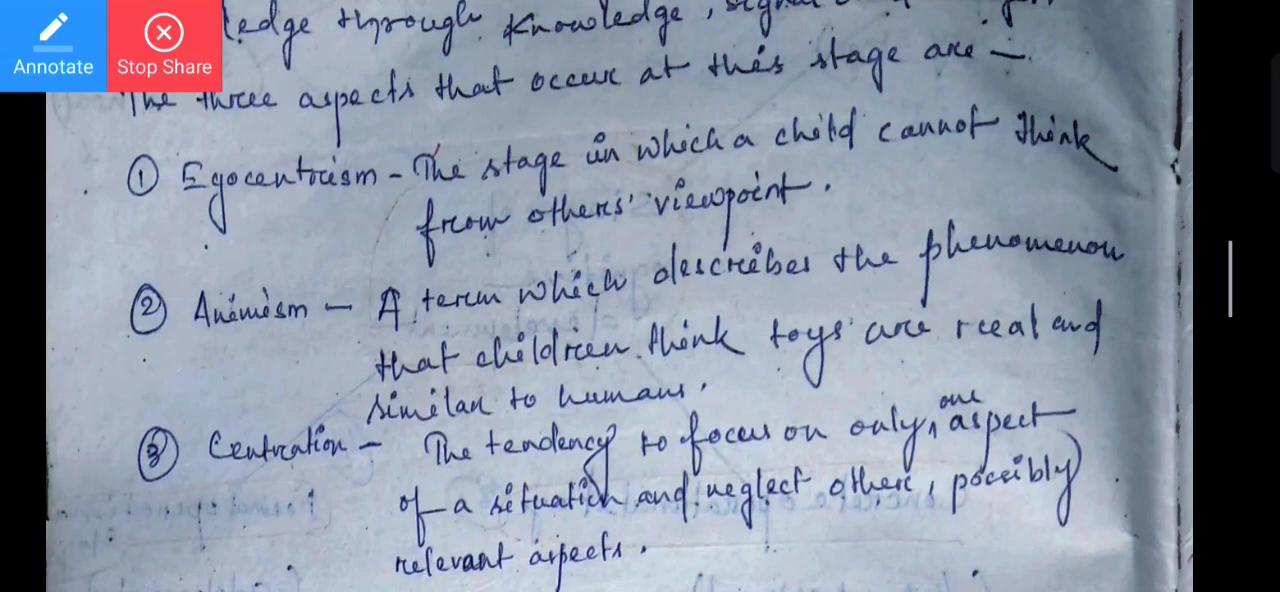 Annotate
Stop Share
ledge through knowledge,
The three aspects that occur at this stage are –.
① Egocentrism - The stage in which a child cannot think
from others' viewpoint.
② Animism – A term which describes the phenomenon
that children think toys are real and
similar to humans.
③ Centration – The tendency to focus on only one aspect
of a situation and neglect other, possibly
relevant aspects.